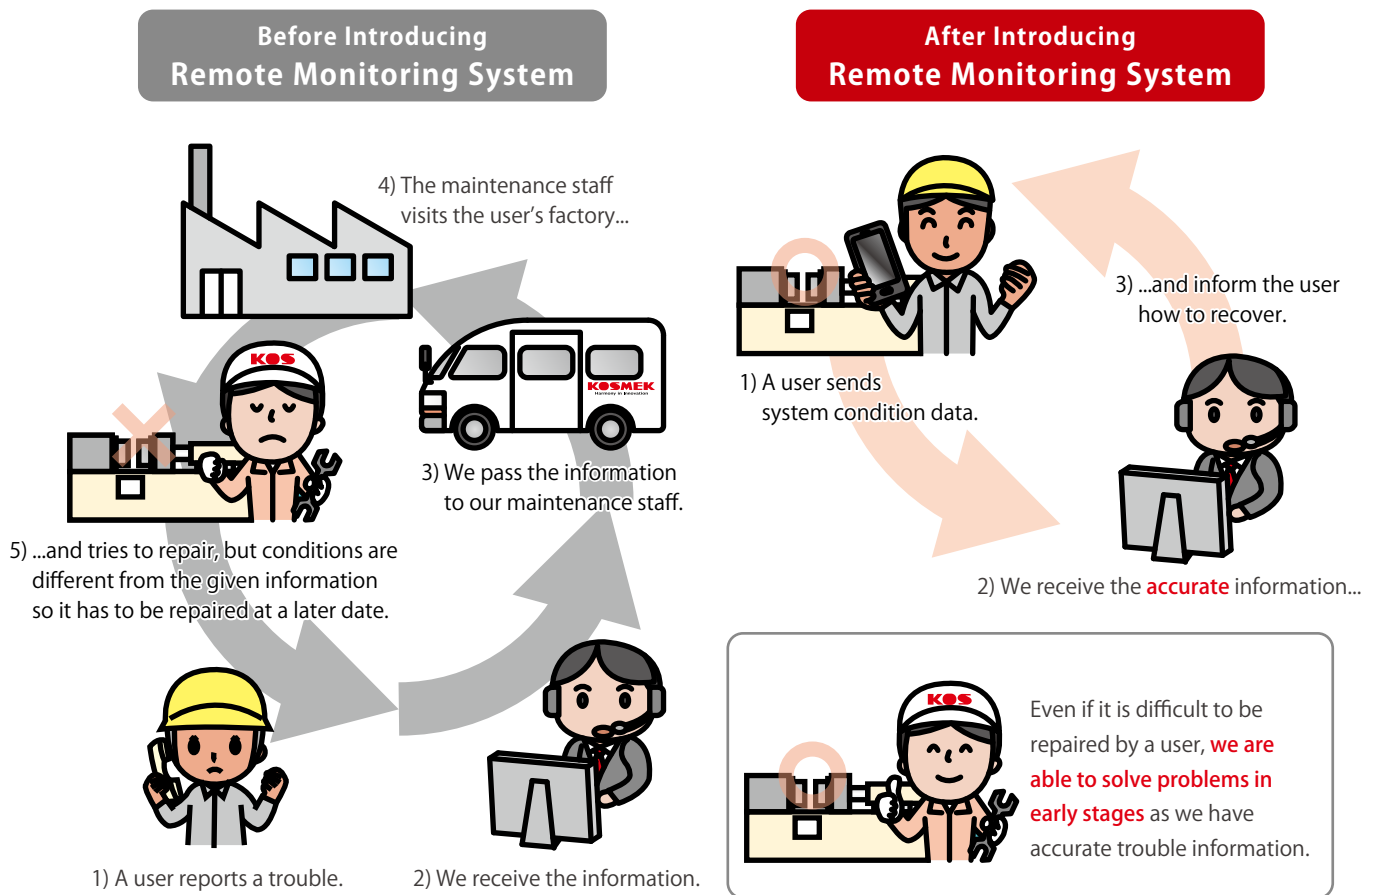 Before Introducing
Remote Monitoring System
4) The maintenance staff
visits the user's factory...
KOS
KOSMEK
Harmony in Innovation
3) We pass the information
to our maintenance staff.
5) ...and tries to repair, but conditions are
different from the given information
so it has to be repaired at a later date.
1) A user reports a trouble.
2) We receive the information.
After Introducing
Remote Monitoring System
3) ...and inform the user
how to recover.
1) A user sends
system condition data.
2) We receive the accurate information...
KOS
Even if it is difficult to be
repaired by a user, we are
able to solve problems in
early stages as we have
accurate trouble information.